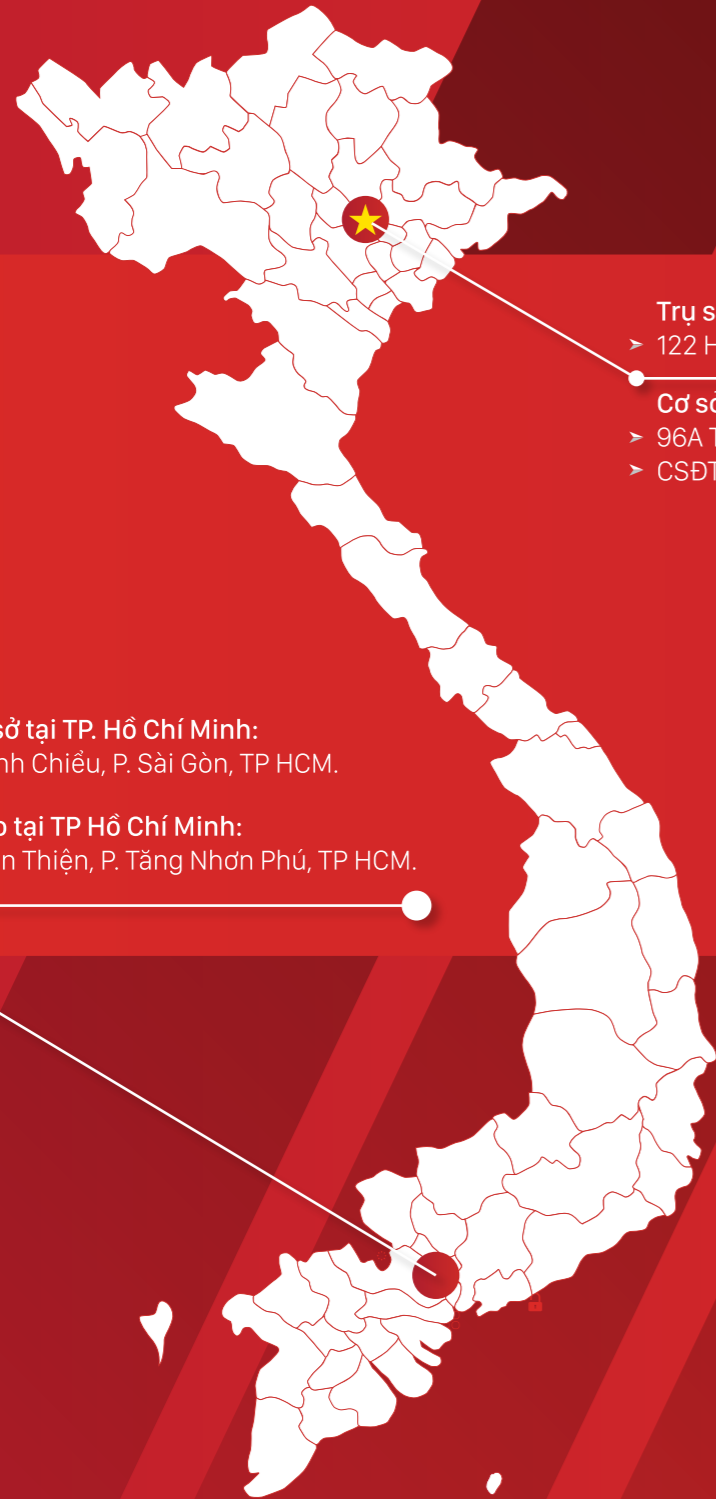 Trụ s
➢ 122 H
Cơ sở
➢ 96A T
➢ CSĐT
sở tại TP. Hồ Chí Minh:
nh Chiểu, P. Sài Gòn, TP HCM.
o tại TP Hồ Chí Minh:
n Thiện, P. Tăng Nhơn Phú, TP HCM.